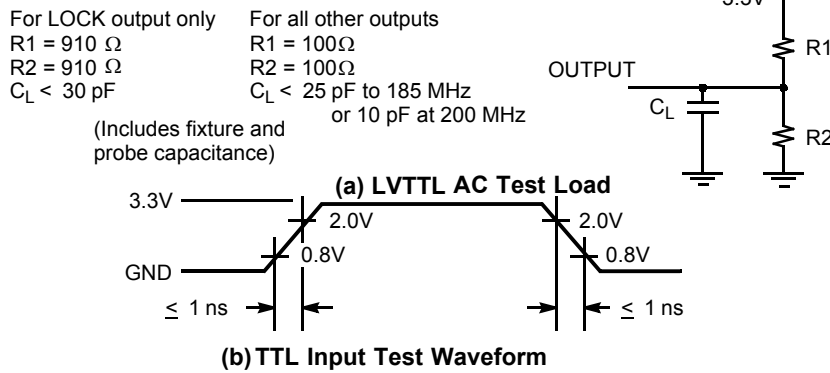 For LOCK output only
R1 = 910 Ω
R2 = 910 Ω
C_L < 30 pF
(Includes fixture and
probe capacitance)
For all other outputs
R1 = 100Ω
R2 = 100Ω
C_L < 25 pF to 185 MHz
or 10 pF at 200 MHz
R1
OUTPUT
C_L
R2
(a) LVTTL AC Test Load
3.3V
2.0V
2.0V
0.8V
0.8V
GND
≤ 1 ns
≤ 1 ns
(b) TTL Input Test Waveform